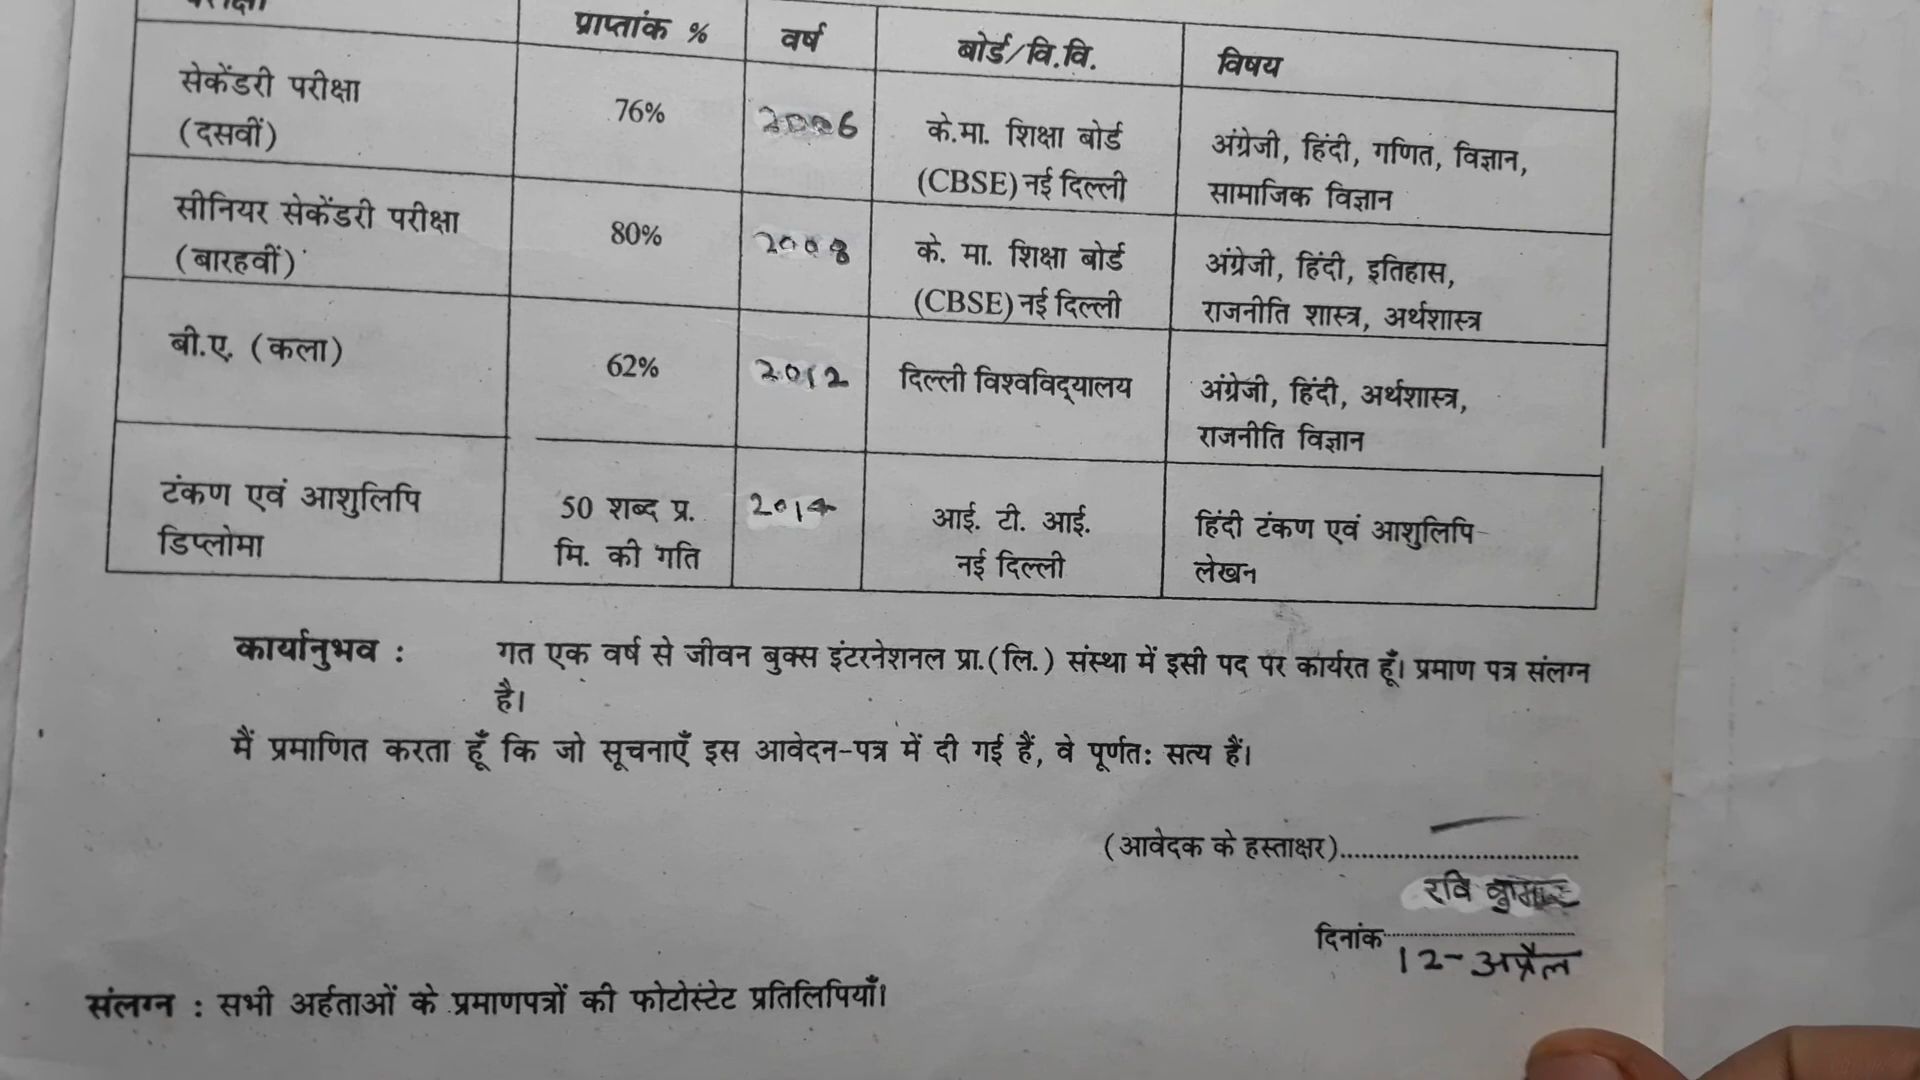 परीक्षा प्राप्तांक % वर्ष बोर्ड/वि.वि. विषय
सेकेंडरी परीक्षा
(दसवीं)
76%
2006
के.मा. शिक्षा बोर्ड
(CBSE) नई दिल्ली
अंग्रेजी, हिंदी, गणित, विज्ञान,
सामाजिक विज्ञान
सीनियर सेकेंडरी परीक्षा
(बारहवीं)
80%
2008
के. मा. शिक्षा बोर्ड
(CBSE) नई दिल्ली
अंग्रेजी, हिंदी, इतिहास,
राजनीति शास्त्र, अर्थशास्त्र
बी.ए. (कला)
62%
2012
दिल्ली विश्वविद्यालय
अंग्रेजी, हिंदी, अर्थशास्त्र,
राजनीति विज्ञान
टंकण एवं आशुलिपि
डिप्लोमा
50 शब्द प्र.
मि. की गति
2014
आई. टी. आई.
नई दिल्ली
हिंदी टंकण एवं आशुलिपि
लेखन
कार्यानुभव : गत एक वर्ष से जीवन बुक्स इंटरनेशनल प्रा.(लि.) संस्था में इसी पद पर कार्यरत हूँ। प्रमाण पत्र संलग्न
है।
मैं प्रमाणित करता हूँ कि जो सूचनाएँ इस आवेदन-पत्र में दी गई हैं, वे पूर्णत: सत्य हैं।
(आवेदक के हस्ताक्षर)..................................
रवि कुमार
दिनांक..................................
12-अप्रैल
संलग्न : सभी अर्हताओं के प्रमाणपत्रों की फोटोस्टेट प्रतिलिपियाँ।